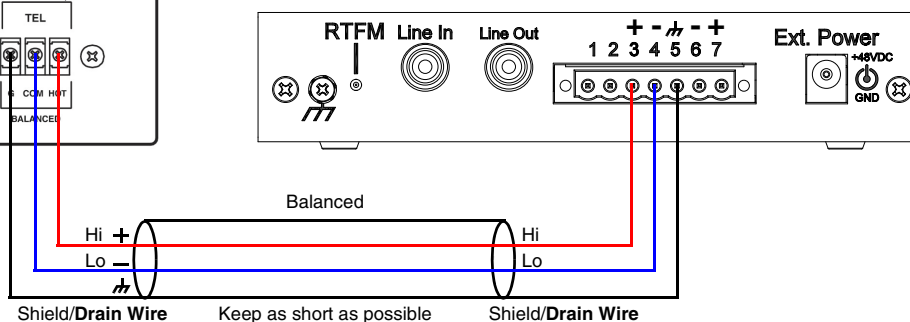 TEL
G COM HOT
BALANCED
RTFM Line In Line Out
+ - - +
1 2 3 4 5 6 7
Ext. Power
+48VDC
GND
Balanced
Hi + Hi
Lo – Lo
Shield/Drain Wire Keep as short as possible Shield/Drain Wire